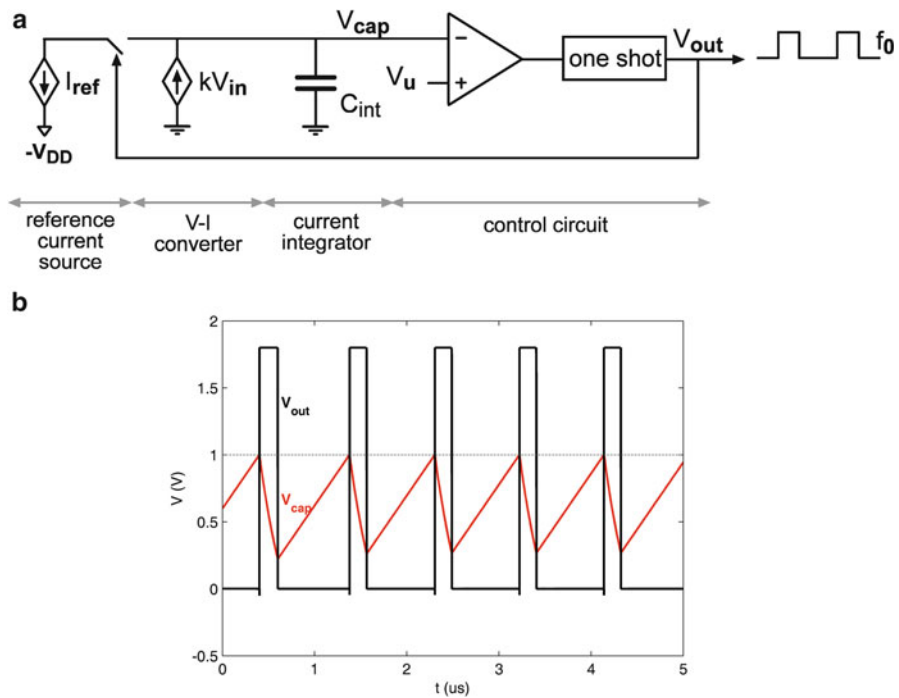 a
V_cap
V_out
f_0
I_ref
kV_in
C_int
V_u
−
+
one shot
-V_DD
reference
current
source
V-I
converter
current
integrator
control circuit
b
2
1.5
1
0.5
0
-0.5
V (V)
V_out
V_cap
0 1 2 3 4 5
t (us)